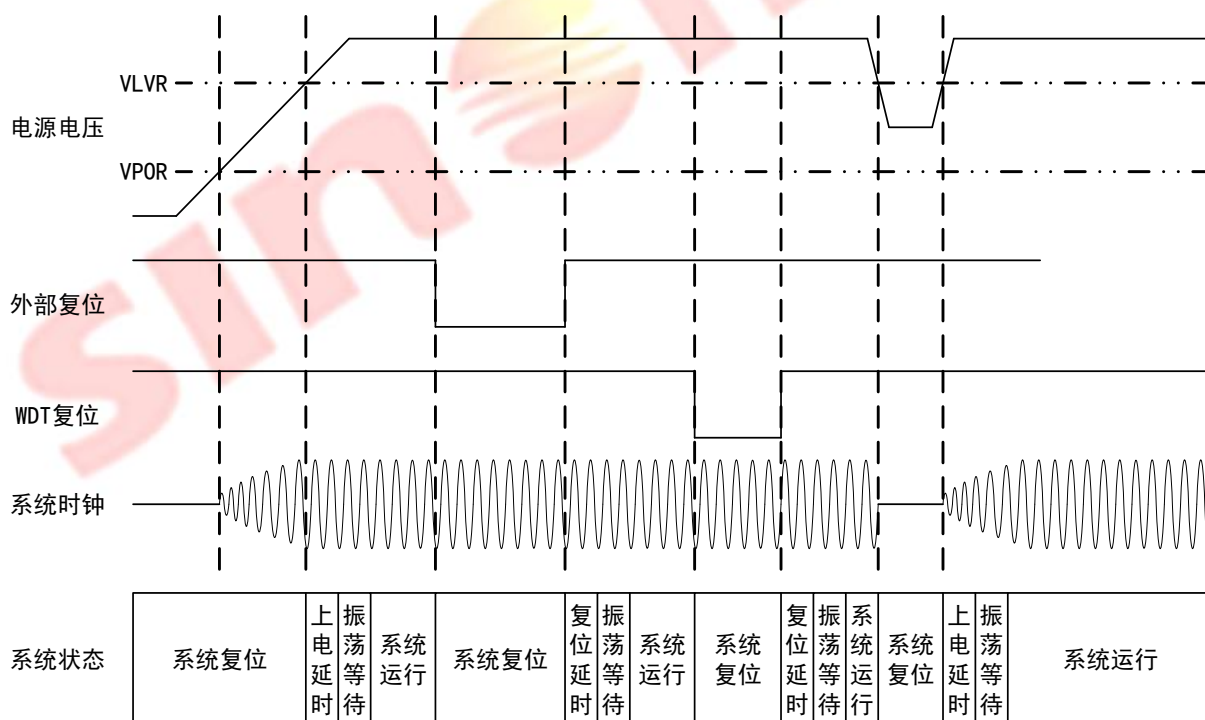 sin
VLVR
电源电压
VPOR
外部复位
WDT复位
系统时钟
系统状态
系统复位
上电延时
振荡等待
系统运行
系统复位
复位延时
振荡等待
系统运行
系统复位
复位延时
振荡等待
系统运行
系统复位
上电延时
振荡等待
系统运行